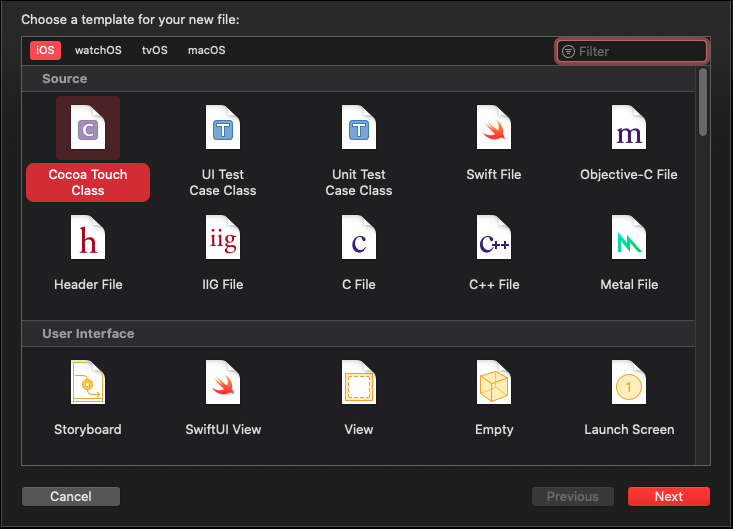 Choose a template for your new file:
iOS watchOS tvOS macOS Filter
Source
C T T m
Cocoa Touch Class UI Test Case Class Unit Test Case Class Swift File Objective-C File
h iig c C++
Header File IIG File C File C++ File Metal File
User Interface
1
Storyboard SwiftUI View View Empty Launch Screen
Cancel Previous Next